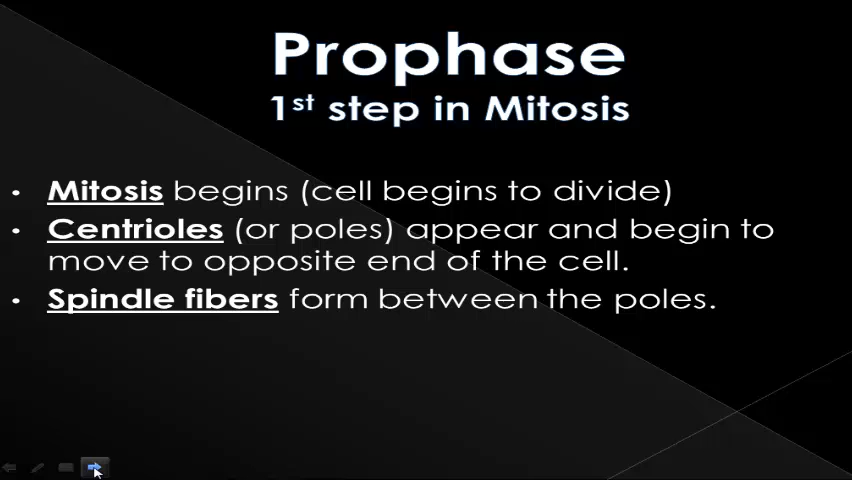 Prophase
1st step in Mitosis
• Mitosis begins (cell begins to divide)
• Centrioles (or poles) appear and begin to
move to opposite end of the cell.
• Spindle fibers form between the poles.